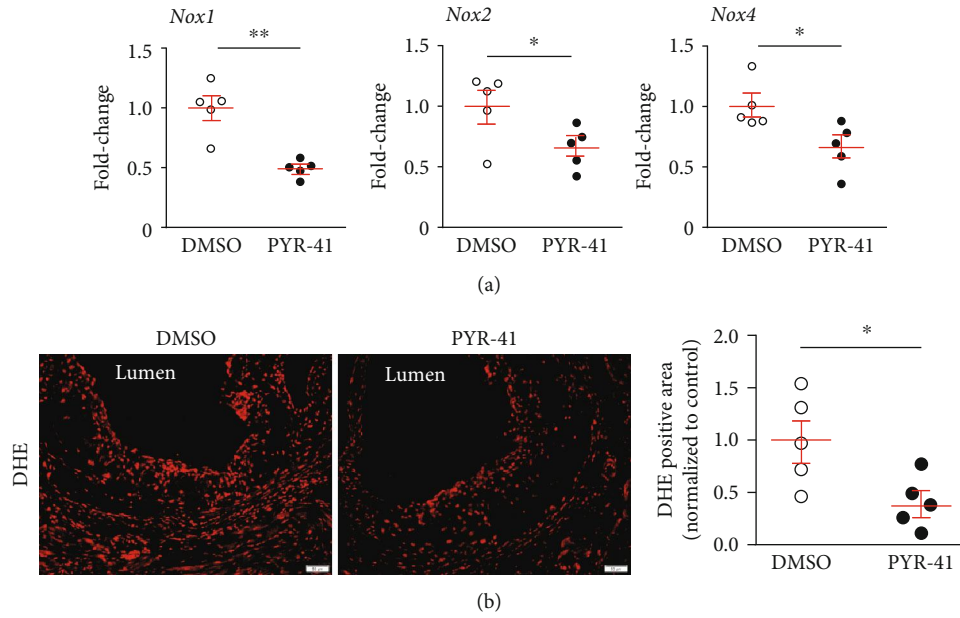 Nox1
Nox2
Nox4
**
*
*
Fold-change
1.5
1.0
0.5
0
DMSO
PYR-41
Fold-change
1.5
1.0
0.5
0
DMSO
PYR-41
Fold-change
1.5
1.0
0.5
0
DMSO
PYR-41
(a)
DMSO
PYR-41
DHE
Lumen
Lumen
*
DHE positive area
(normalized to control)
2.0
1.5
1.0
0.5
0.0
DMSO
PYR-41
(b)